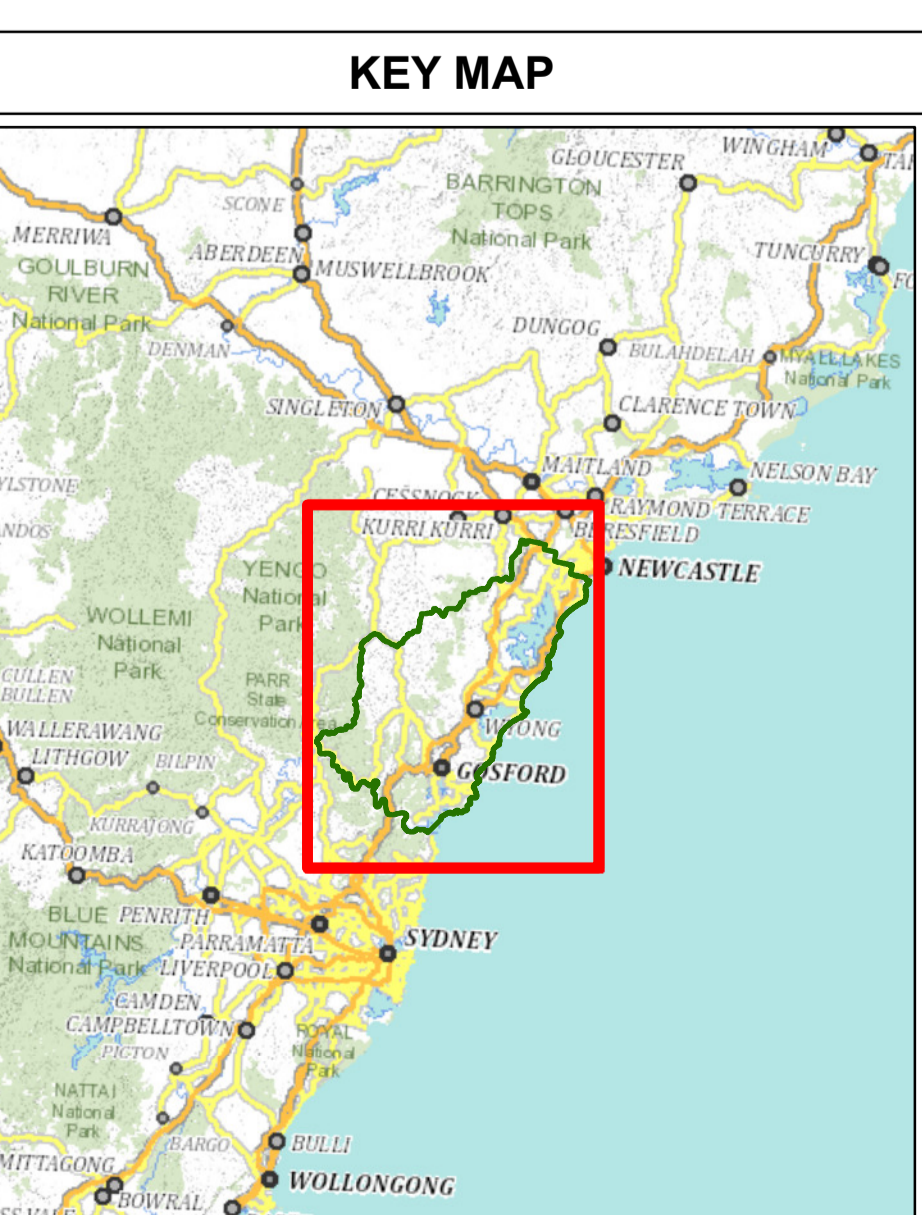 KEY MAP
WINGHAM
GLOUCESTER
BARRINGTON
TOPS
National Park
SCONE
MERRIWA
ABERDEEN
MUSWELLBROOK
TUNCURRY
GOULBURN
RIVER
National Park
DENMAN
DUNGOG
BULAHDELAH
MYALL LAKES
National Park
SINGLETON
CLARENCE TOWN
MAITLAND
NELSON BAY
CESSNOCK
RAYMOND TERRACE
KURRI KURRI
BERESFIELD
NEWCASTLE
YENGO
National
Park
WOLLEMI
National
Park
PARR
State
Conservation Area
CULLEN
BULLEN
WYONG
WALLERAWANG
LITHGOW
BILPIN
GOSFORD
KURRAJONG
KATOOMBA
BLUE
MOUNTAINS
National Park
PENRITH
PARRAMATTA
SYDNEY
LIVERPOOL
CAMDEN
CAMPBELLTOWN
PICTON
ROYAL
National
Park
NATTAI
National
Park
BARGO
BULLI
MITTAGONG
WOLLONGONG
BOWRAL